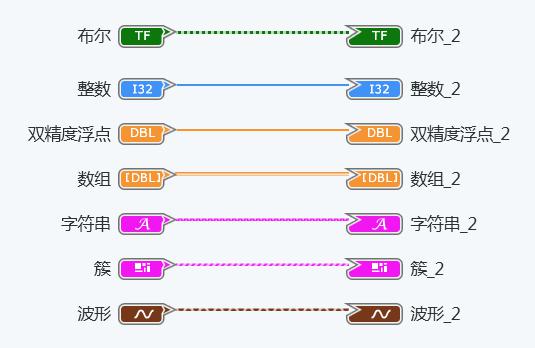 布尔 TF TF 布尔_2
整数 I32 I32 整数_2
双精度浮点 DBL DBL 双精度浮点_2
数组 [DBL] [DBL] 数组_2
字符串 A A 字符串_2
簇 簇_2
波形 波形_2